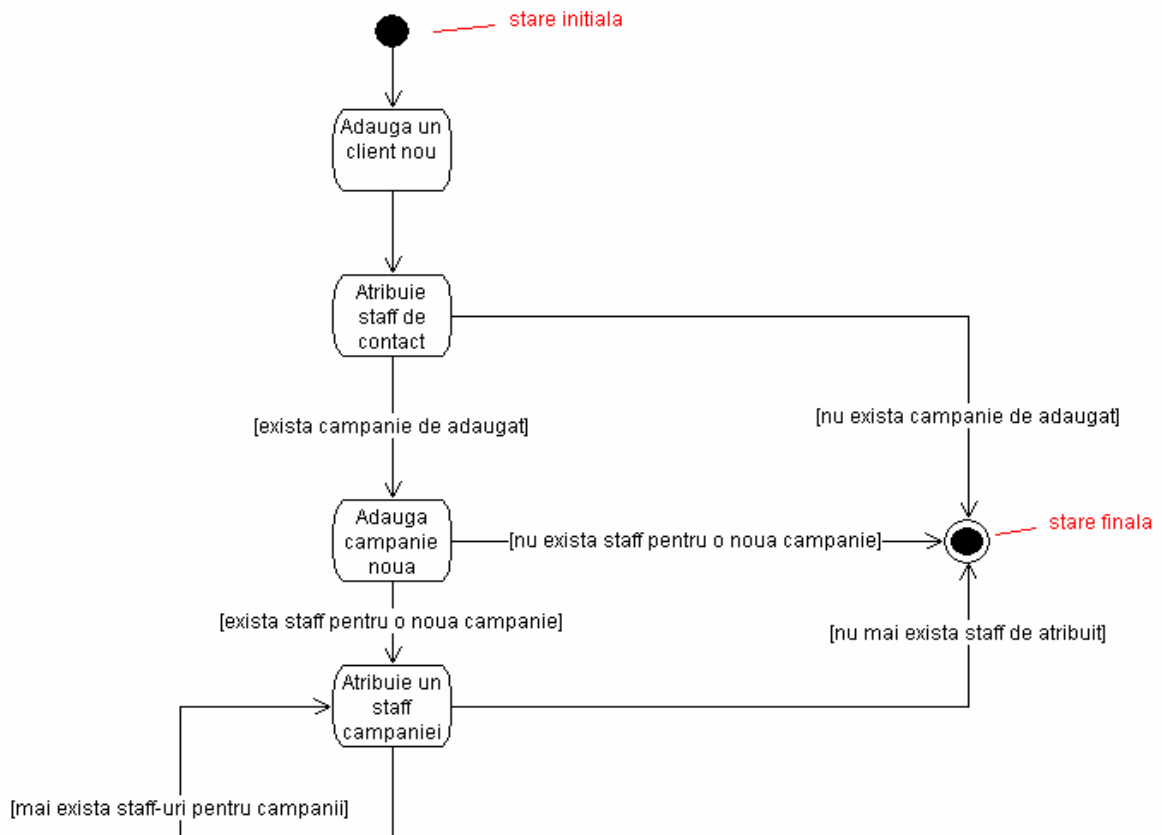 stare initiala
Adauga un
client nou
Atribuie
staff de
contact
[exista campanie de adaugat]
[nu exista campanie de adaugat]
Adauga
campanie
noua
[nu exista staff pentru o noua campanie]
stare finala
[exista staff pentru o noua campanie]
[nu mai exista staff de atribuit]
Atribuie un
staff
campaniei
[mai exista staff-uri pentru campanii]